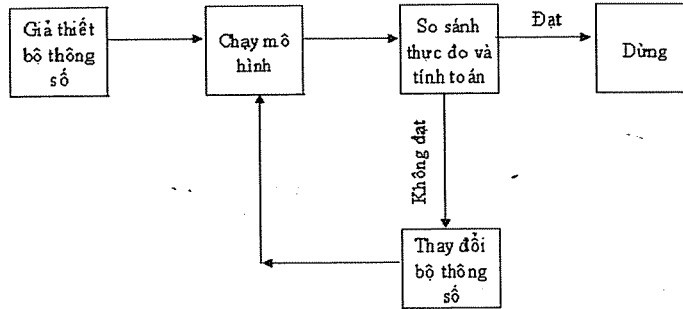 Giả thiết
bộ thông
số
Chạy mô
hình
So sánh
thực đo và
tính toán
Đạt
Dừng
Không đạt
Thay đổi
bộ thông
số